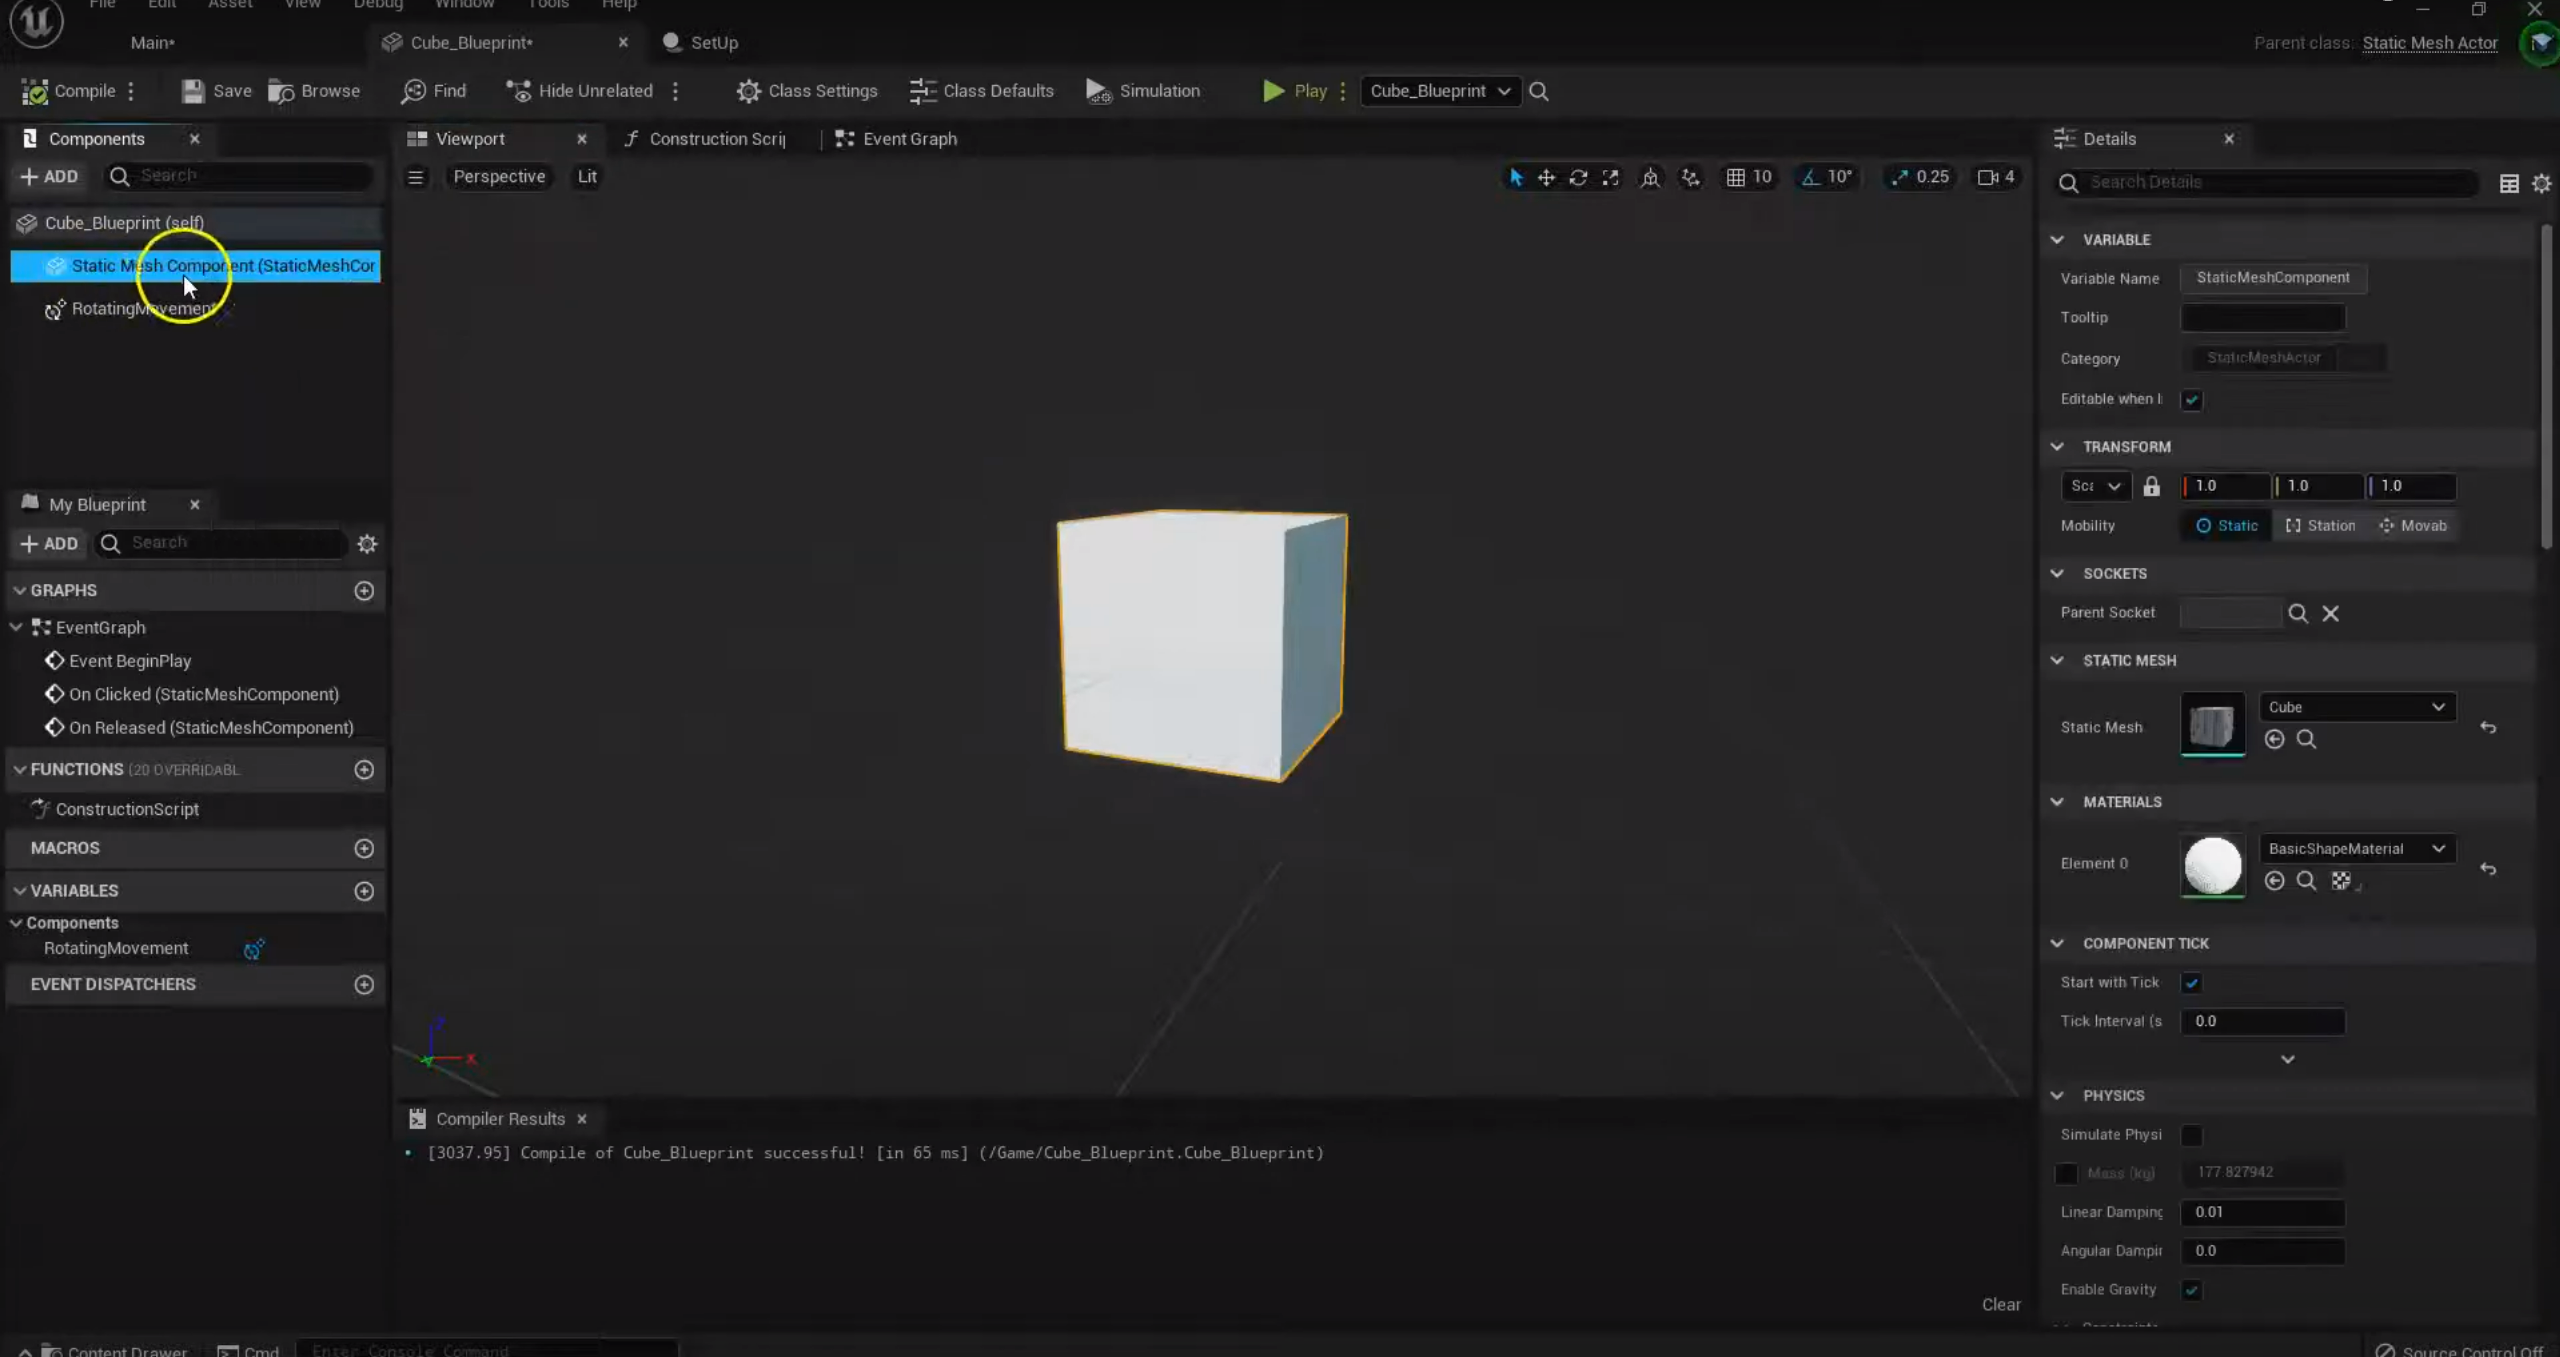 File Edit Asset View Debug Window Tools Help
Main* Cube_Blueprint* SetUp Parent class: Static Mesh Actor
Compile Save Browse Find Hide Unrelated Class Settings Class Defaults Simulation Play Cube_Blueprint
Components
ADD Search
Cube_Blueprint (self)
Static Mesh Component (StaticMeshCor
RotatingMovement
My Blueprint
ADD Search
GRAPHS
EventGraph
Event BeginPlay
On Clicked (StaticMeshComponent)
On Released (StaticMeshComponent)
FUNCTIONS (20 OVERRIDABL
ConstructionScript
MACROS
VARIABLES
Components
RotatingMovement
EVENT DISPATCHERS
Viewport Construction Scrij Event Graph
Perspective Lit 10 10° 0.25 4
Z
X
Compiler Results
• [3037.95] Compile of Cube_Blueprint successful! [in 65 ms] (/Game/Cube_Blueprint.Cube_Blueprint)
Clear
Details
Search Details
VARIABLE
Variable Name StaticMeshComponent
Tooltip
Category StaticMeshActor
Editable when I
TRANSFORM
Sca 1.0 1.0 1.0
Mobility Static Station Movab
SOCKETS
Parent Socket
STATIC MESH
Static Mesh Cube
MATERIALS
Element 0 BasicShapeMaterial
COMPONENT TICK
Start with Tick
Tick Interval (s 0.0
PHYSICS
Simulate Physi
Mass (kg) 177.827942
Linear Damping 0.01
Angular Dampir 0.0
Enable Gravity
Constraints
Content Drawer Cmd Enter Console Command Source Control Off